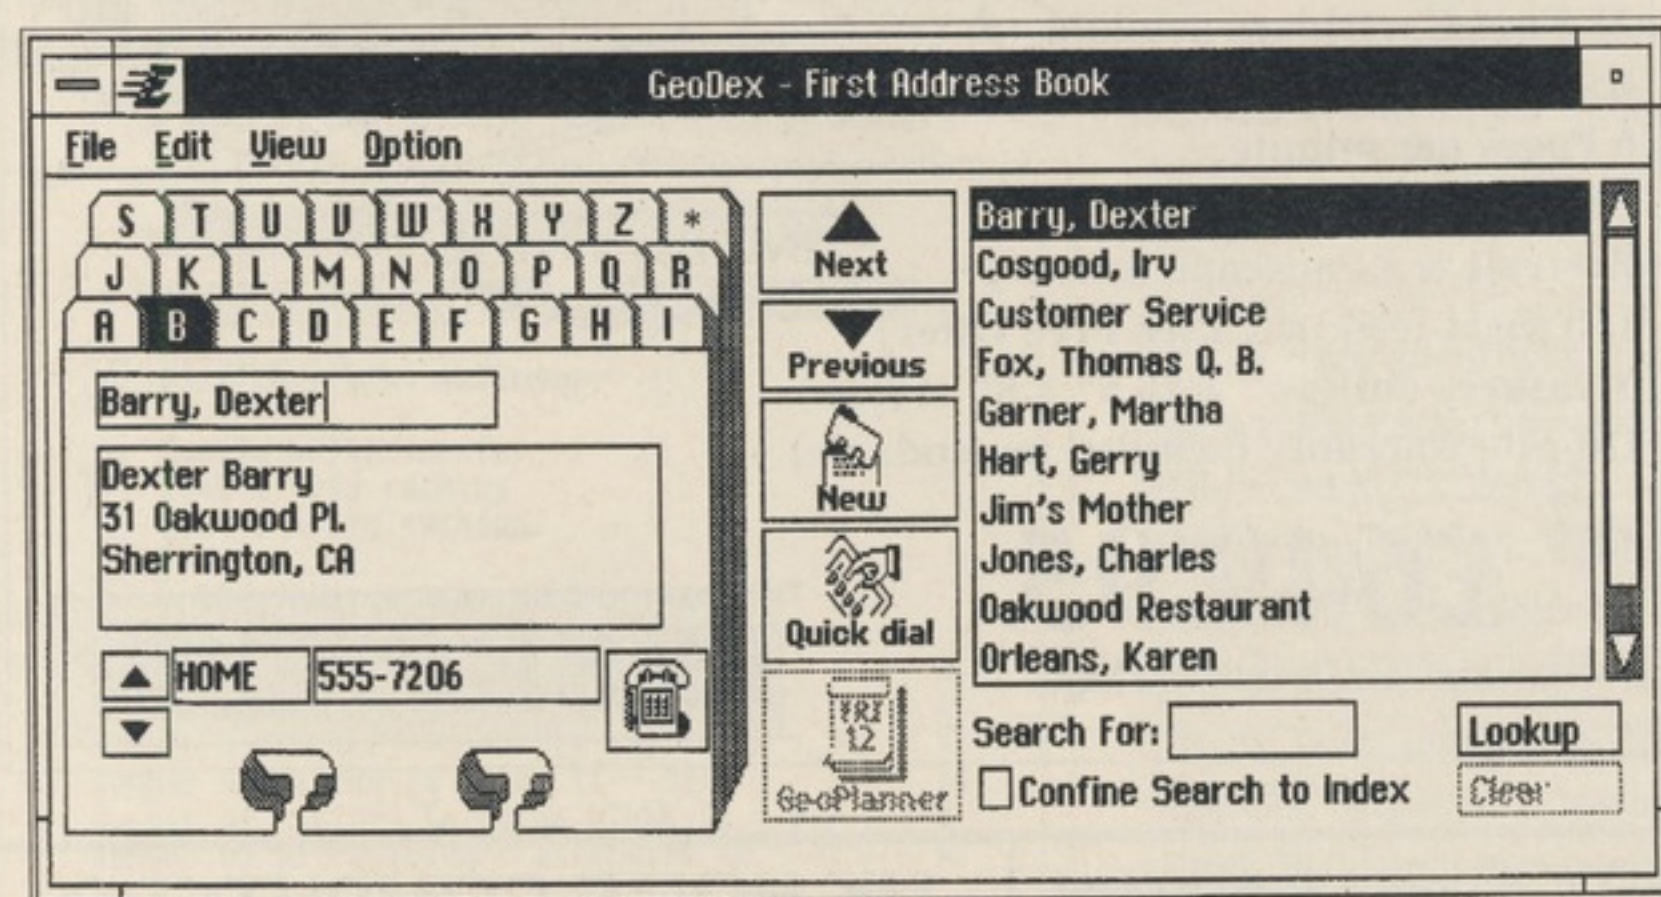 GeoDex - First Address Book
File Edit View Option
S T U V W X Y Z *
J K L M N O P Q R
A B C D E F G H I
Barry, Dexter
Dexter Barry
31 Oakwood Pl.
Sherrington, CA
HOME 555-7206
Next
Previous
New
Quick dial
FRI
12
GeoPlanner
Barry, Dexter
Cosgood, Irv
Customer Service
Fox, Thomas Q. B.
Garner, Martha
Hart, Gerry
Jim's Mother
Jones, Charles
Oakwood Restaurant
Orleans, Karen
Search For:
Lookup
Confine Search to Index
Clear